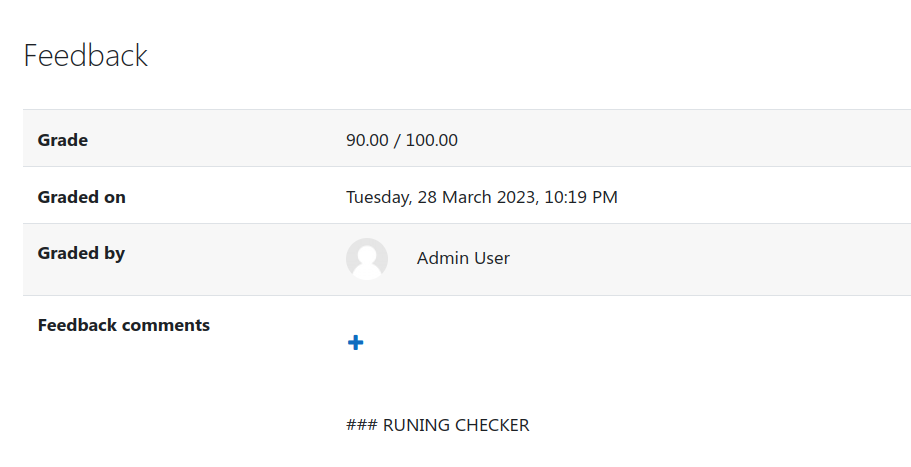 Feedback
Grade 90.00 / 100.00
Graded on Tuesday, 28 March 2023, 10:19 PM
Graded by Admin User
Feedback comments
### RUNING CHECKER